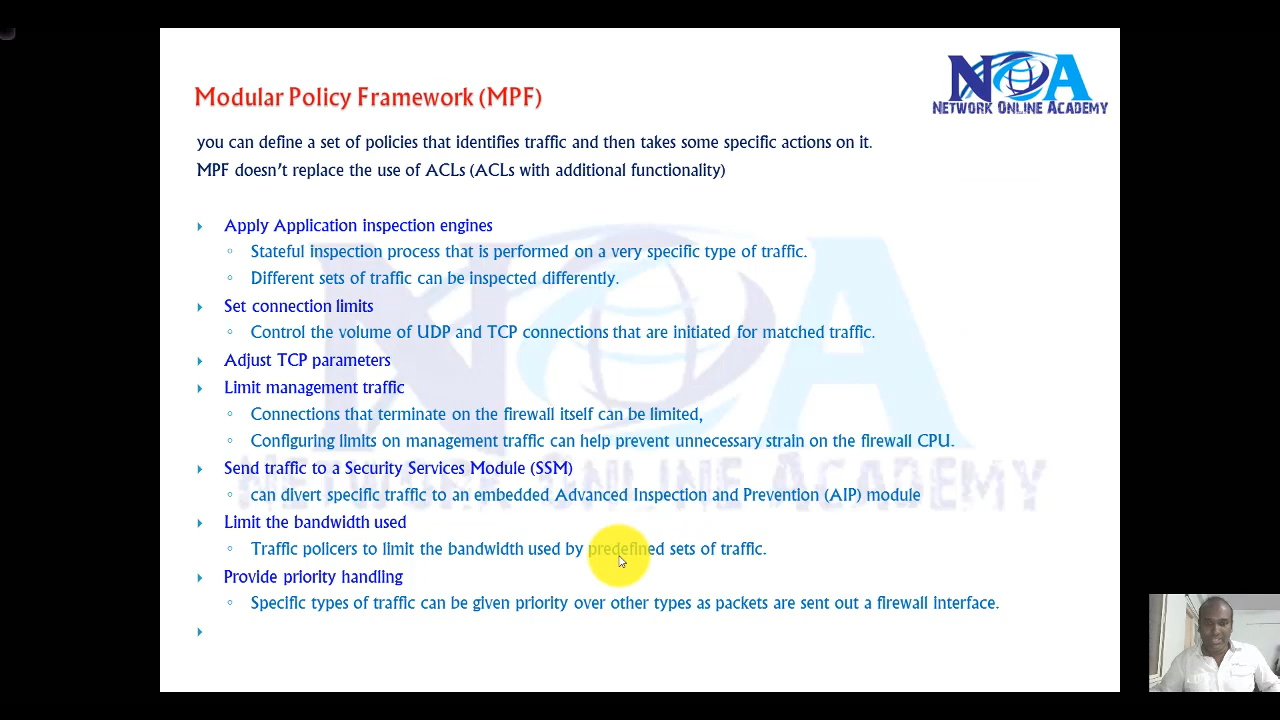 NOA
NETWORK ONLINE ACADEMY
Modular Policy Framework (MPF)
you can define a set of policies that identifies traffic and then takes some specific actions on it.
MPF doesn't replace the use of ACLs (ACLs with additional functionality)
Apply Application inspection engines
Stateful inspection process that is performed on a very specific type of traffic.
Different sets of traffic can be inspected differently.
Set connection limits
Control the volume of UDP and TCP connections that are initiated for matched traffic.
Adjust TCP parameters
Limit management traffic
Connections that terminate on the firewall itself can be limited,
Configuring limits on management traffic can help prevent unnecessary strain on the firewall CPU.
Send traffic to a Security Services Module (SSM)
can divert specific traffic to an embedded Advanced Inspection and Prevention (AIP) module
Limit the bandwidth used
Traffic policers to limit the bandwidth used by predefined sets of traffic.
Provide priority handling
Specific types of traffic can be given priority over other types as packets are sent out a firewall interface.
NOA
NETWORK ONLINE ACADEMY